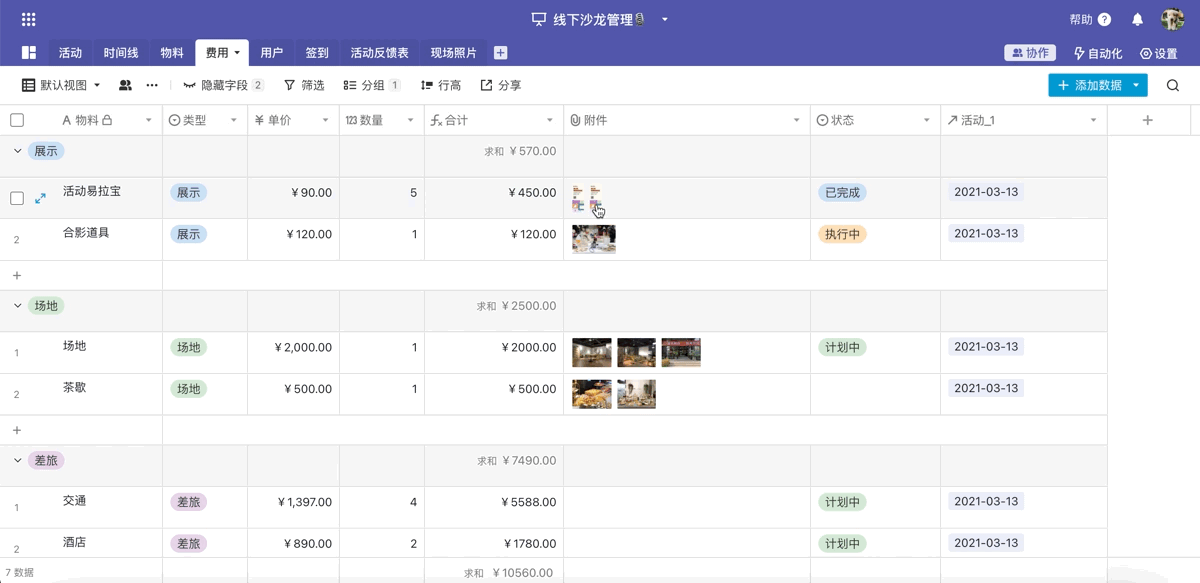 线下沙龙管理
帮助
活动 时间线 物料 费用 用户 签到 活动反馈表 现场照片
协作 自动化 设置
默认视图 隐藏字段 2 筛选 分组 1 行高 分享
添加数据
A 物料 类型 ¥ 单价 123 数量 fx 合计 附件 状态 活动_1
展示 求和 ¥570.00
活动易拉宝 展示 ¥90.00 5 ¥450.00 已完成 2021-03-13
2 合影道具 展示 ¥120.00 1 ¥120.00 执行中 2021-03-13
场地 求和 ¥2500.00
1 场地 场地 ¥2,000.00 1 ¥2000.00 计划中 2021-03-13
2 茶歇 场地 ¥500.00 1 ¥500.00 2021-03-13
差旅 求和 ¥7490.00
1 交通 差旅 ¥1,397.00 4 ¥5588.00 计划中 2021-03-13
2 酒店 差旅 ¥890.00 2 ¥1780.00 计划中 2021-03-13
7 数据 求和 ¥10560.00